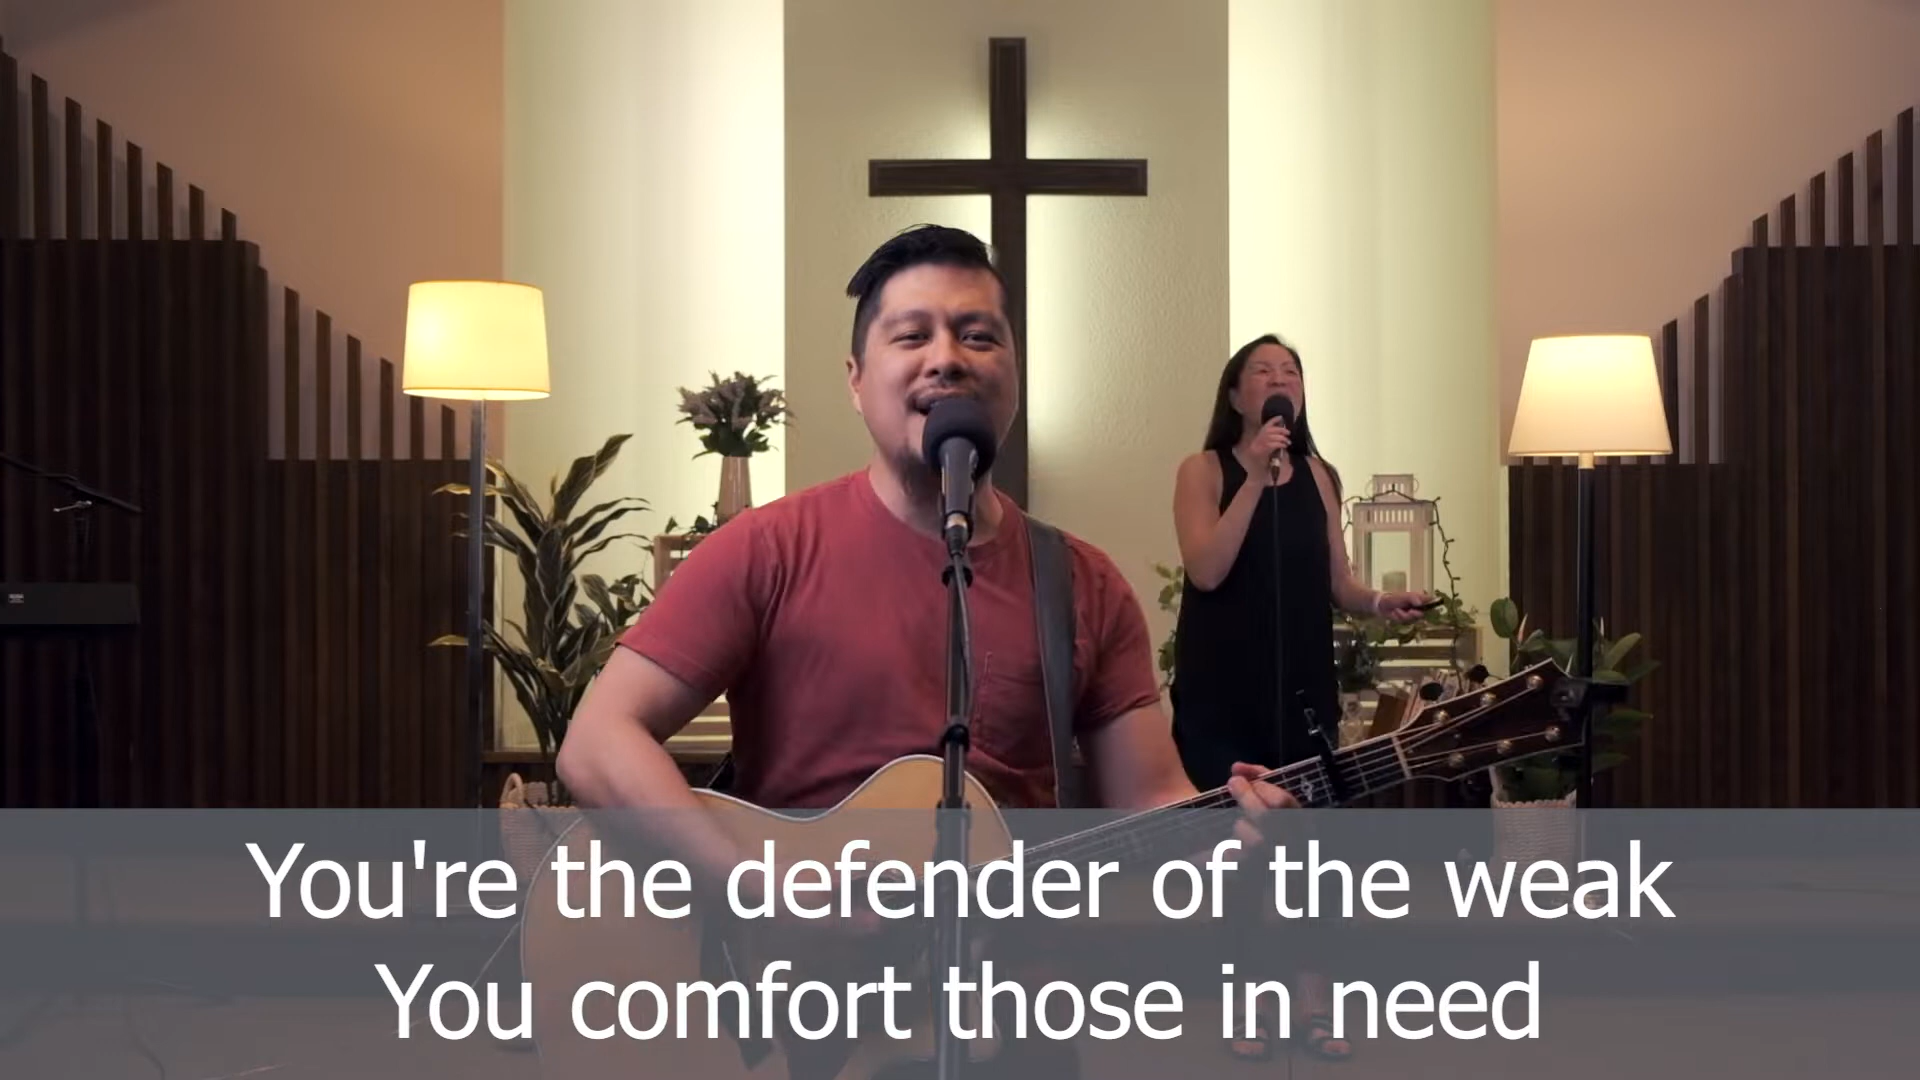 You're the defender of the weak
You comfort those in need